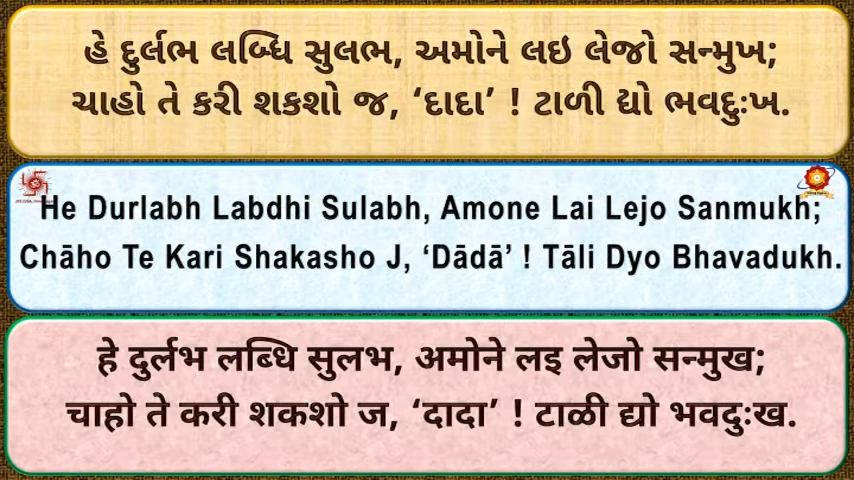 હે દુર્લભ લબ્ધિ સુલભ, અમોને લઇ લેજો સન્મુખ;
ચાહો તે કરી શકશો જ, ‘દાદા’ ! ટાળી દ્યો ભવદુઃખ.
He Durlabh Labdhi Sulabh, Amone Lai Lejo Sanmukh;
Chāho Te Kari Shakasho J, ‘Dādā’ ! Tāli Dyo Bhavadukh.
हे दुर्लभ लब्धि सुलभ, अमोने लइ लेजो सन्मुख;
चाहो ते करी शकशो ज, ‘दादा’ ! टाळी द्यो भवदुःख.